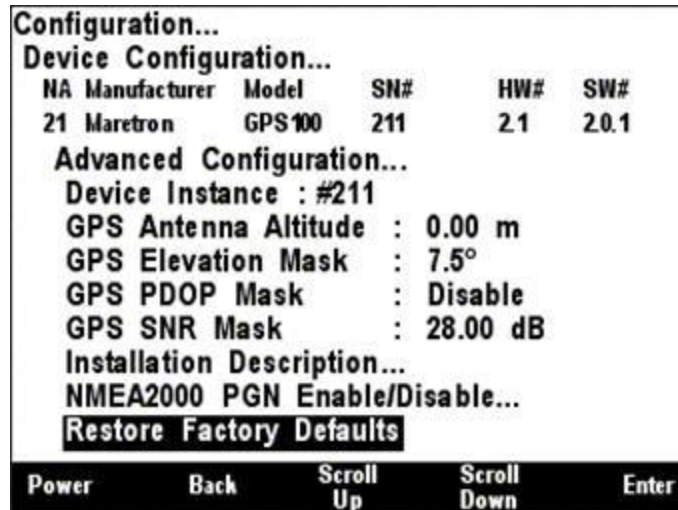 Configuration...
Device Configuration...
NA Manufacturer Model SN# HW# SW#
21 Maretron GPS100 211 2.1 2.0.1
Advanced Configuration...
Device Instance : #211
GPS Antenna Altitude : 0.00 m
GPS Elevation Mask : 7.5°
GPS PDOP Mask : Disable
GPS SNR Mask : 28.00 dB
Installation Description...
NMEA2000 PGN Enable/Disable...
Restore Factory Defaults
Power Back Scroll Up Scroll Down Enter